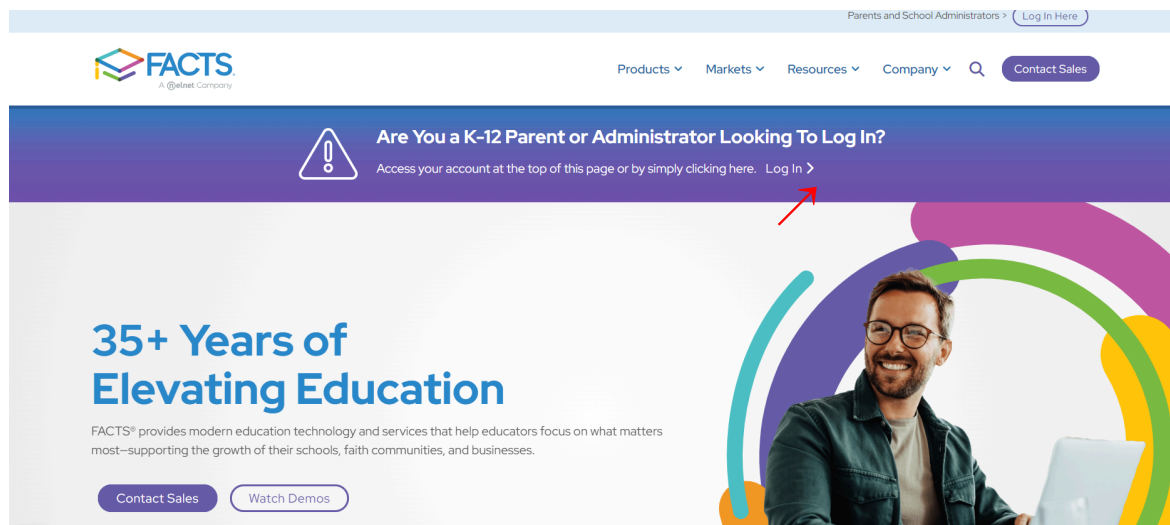 Parents and School Administrators > Log In Here
FACTS
A nelnet Company
Products Markets Resources Company Contact Sales
Are You a K-12 Parent or Administrator Looking To Log In?
Access your account at the top of this page or by simply clicking here. Log In >
35+ Years of
Elevating Education
FACTS® provides modern education technology and services that help educators focus on what matters
most—supporting the growth of their schools, faith communities, and businesses.
Contact Sales Watch Demos